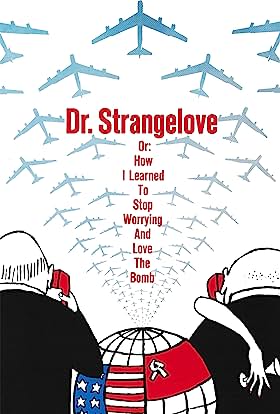 Dr. Strangelove
Or:
How
I Learned
To
Stop
Worrying
And
Love
The
Bomb